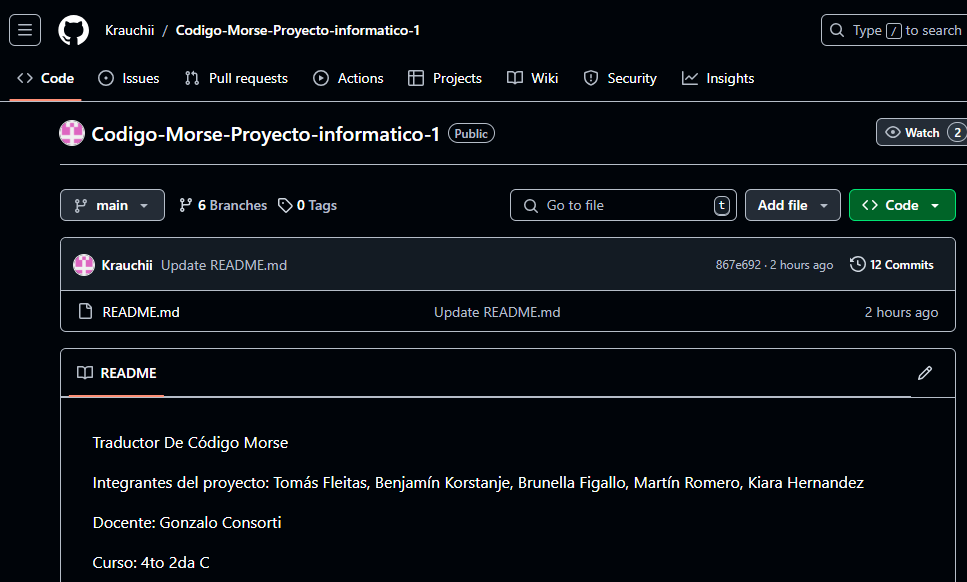 Krauchii / Codigo-Morse-Proyecto-informatico-1
Type / to search
Code Issues Pull requests Actions Projects Wiki Security Insights
Codigo-Morse-Proyecto-informatico-1 Public
Watch 2
main 6 Branches 0 Tags
Go to file t Add file Code
Krauchii Update README.md 867e692 · 2 hours ago 12 Commits
README.md Update README.md 2 hours ago
README
Traductor De Código Morse
Integrantes del proyecto: Tomás Fleitas, Benjamín Korstanje, Brunella Figallo, Martín Romero, Kiara Hernandez
Docente: Gonzalo Consorti
Curso: 4to 2da C